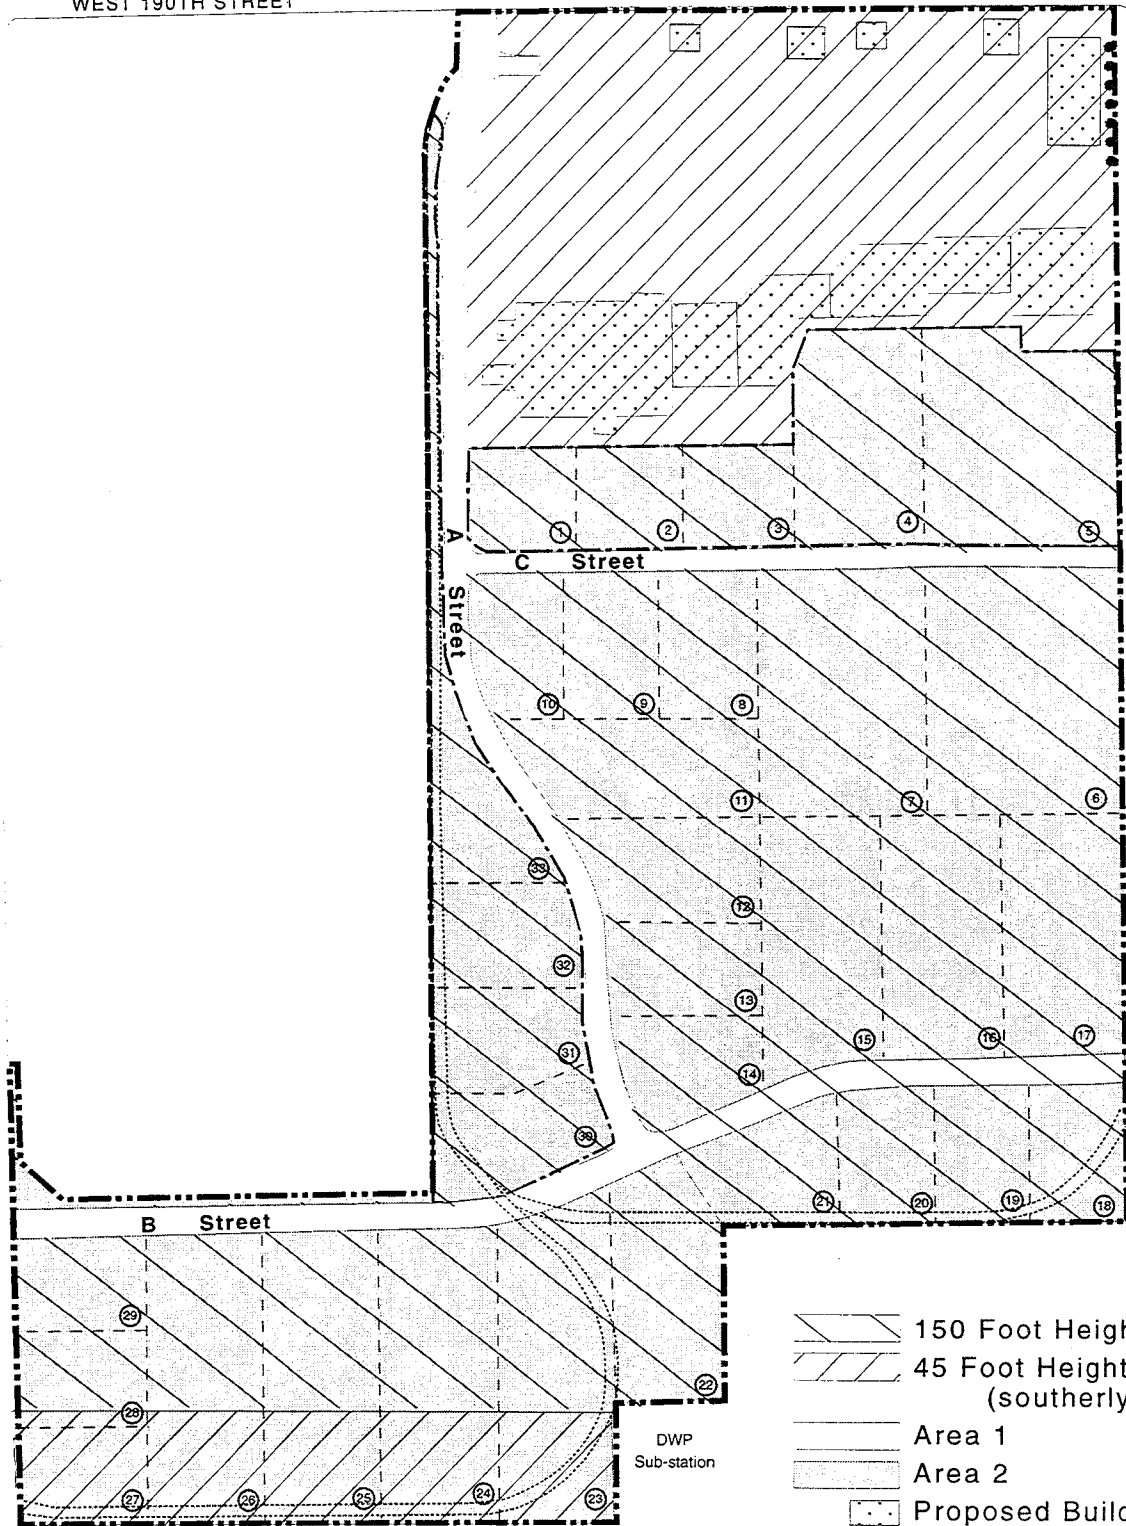 WEST 190TH STREET
1
2
3
4
5
A Street
C Street
10
9
8
11
7
6
33
12
32
13
31
15
16
17
14
30
21
20
19
18
B Street
29
28
22
27
26
25
24
23
DWP
Sub-station
150 Foot Heigh
45 Foot Height
(southerly
Area 1
Area 2
Proposed Build